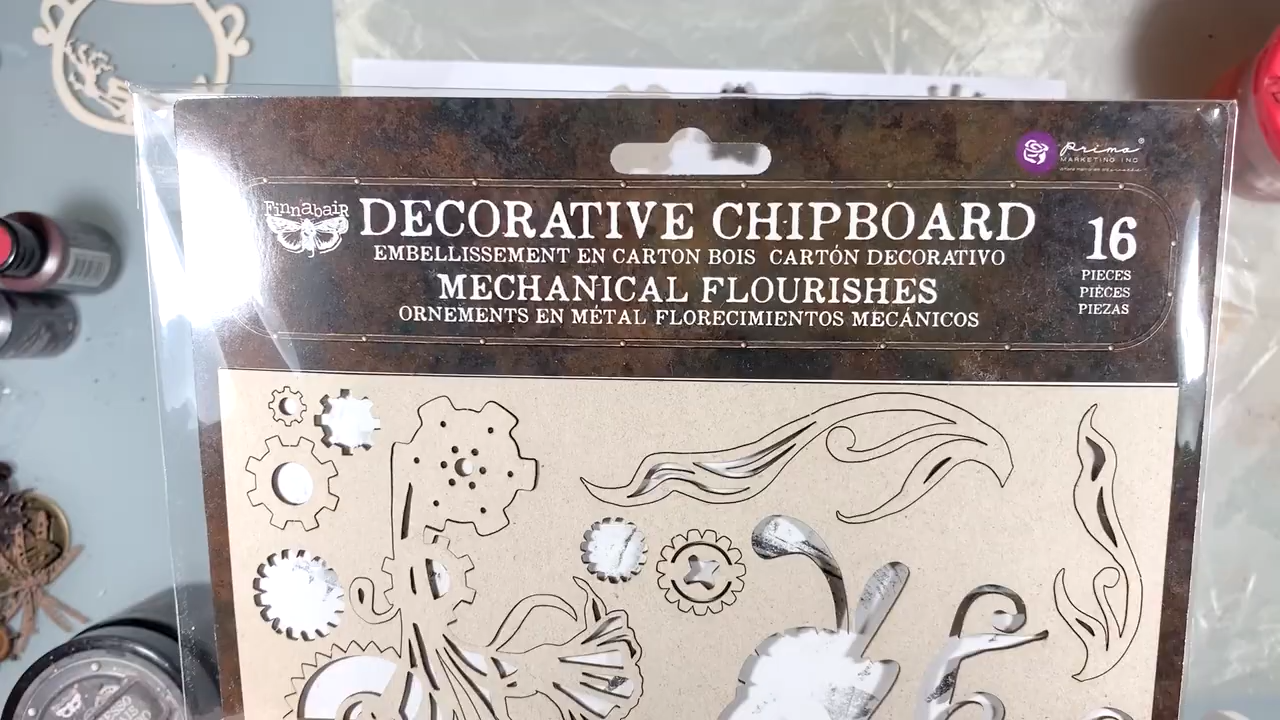 prima
MARKETING INC
Finnabair
DECORATIVE CHIPBOARD
EMBELLISSEMENT EN CARTON BOIS CARTÓN DECORATIVO
MECHANICAL FLOURISHES
ORNEMENTS EN MÉTAL FLORECIMIENTOS MECÁNICOS
16
PIECES
PIÈCES
PIEZAS